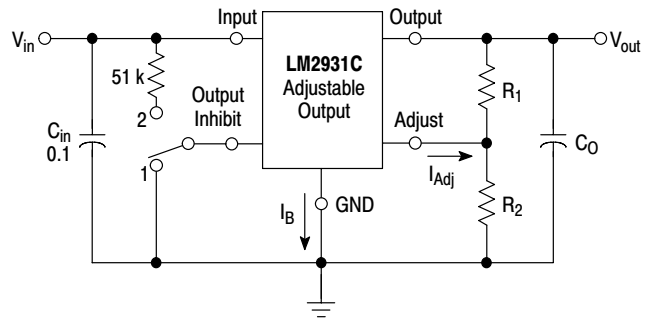 Input
Output
V_in
V_out
LM2931C
Adjustable
Output
51 k
Output
Inhibit
R_1
2
Adjust
C_in
0.1
C_O
1
I_Adj
I_B
GND
R_2